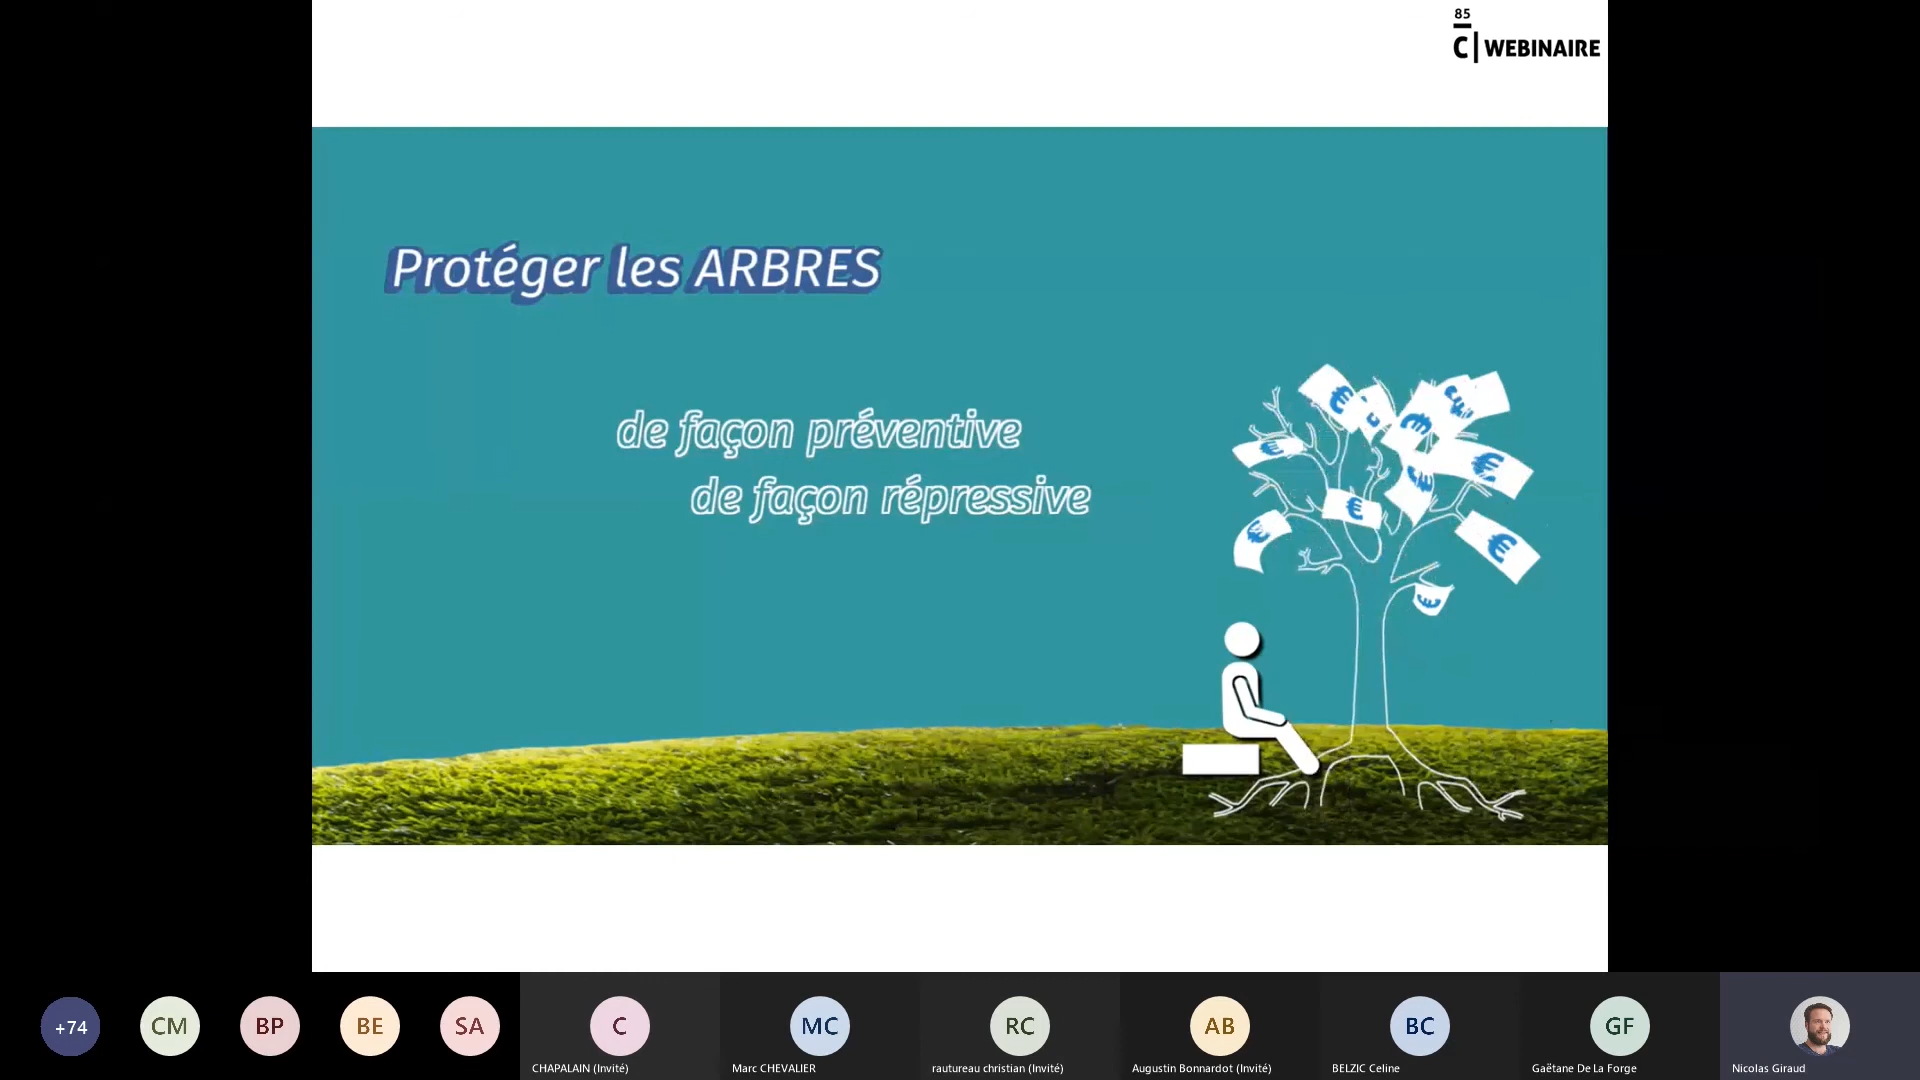 85
C | WEBINAIRE
Protéger les ARBRES
de façon préventive
de façon répressive
€
€
€
€
€
€
€
€
€
€
+74
CM
BP
BE
SA
C
MC
RC
AB
BC
GF
CHAPALAIN (Invité)
Marc CHEVALIER
rautureau christian (Invité)
Augustin Bonnardot (Invité)
BELZIC Celine
Gaëtane De La Forge
Nicolas Giraud